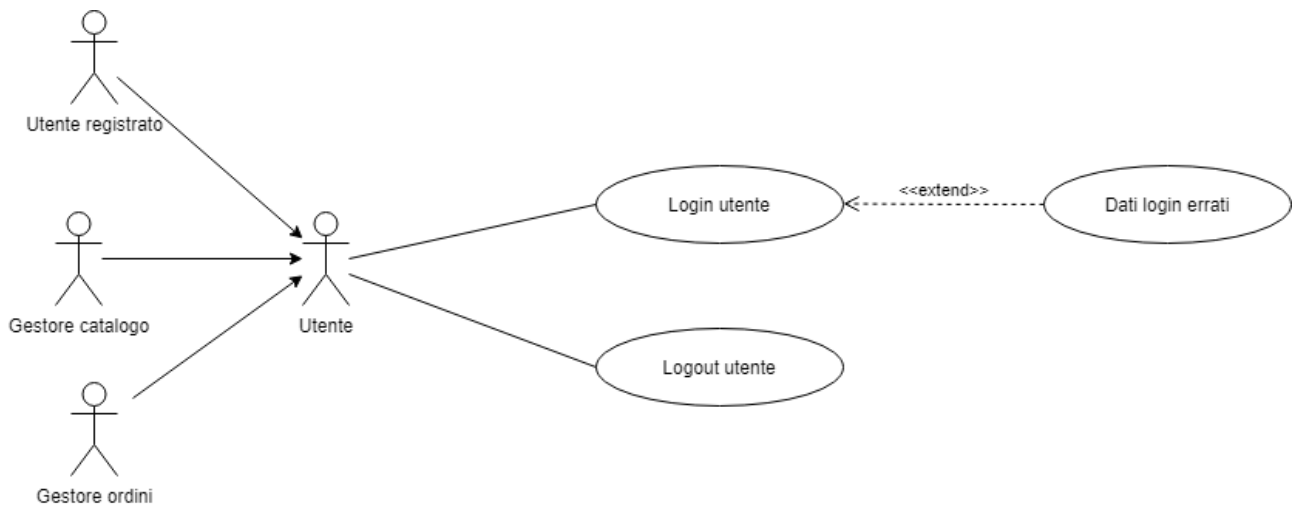 Utente registrato
Login utente
<<extend>>
Dati login errati
Gestore catalogo
Utente
Logout utente
Gestore ordini